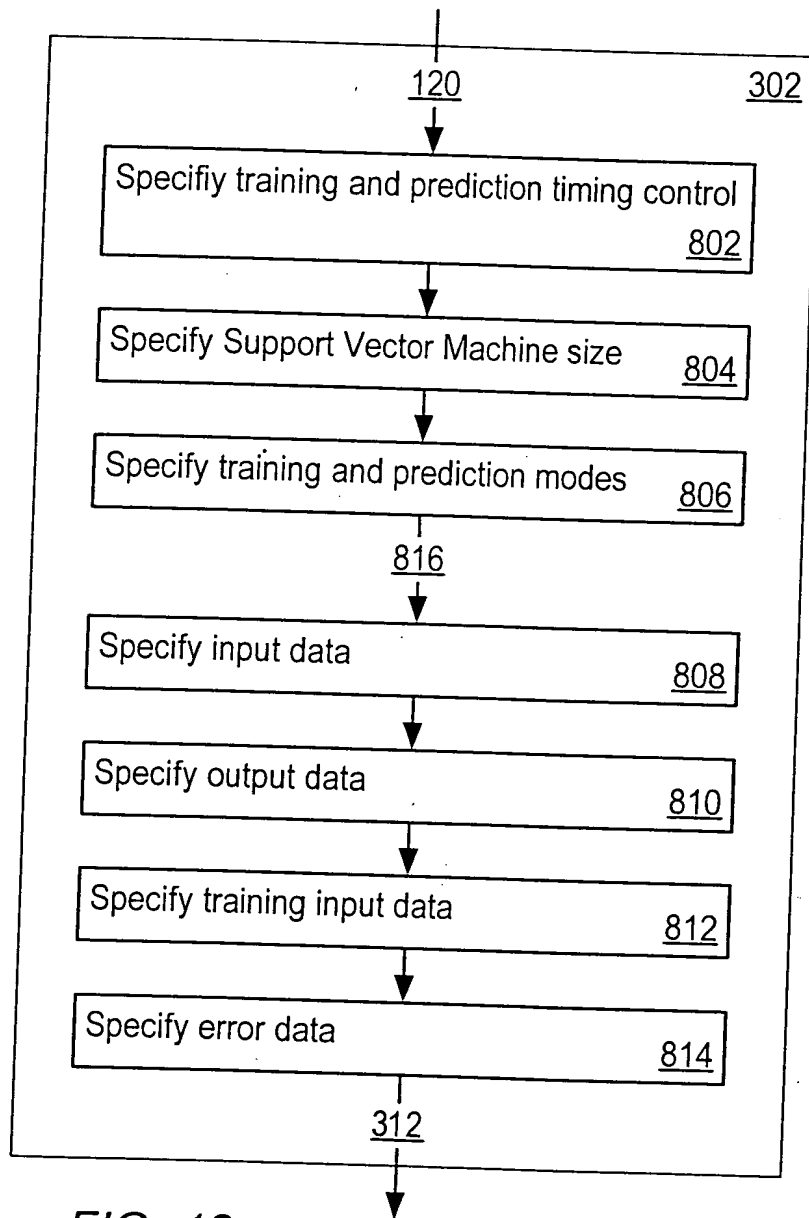 120
302
Specifiy training and prediction timing control
802
Specify Support Vector Machine size
804
Specify training and prediction modes
806
816
Specify input data
808
Specify output data
810
Specify training input data
812
Specify error data
814
312